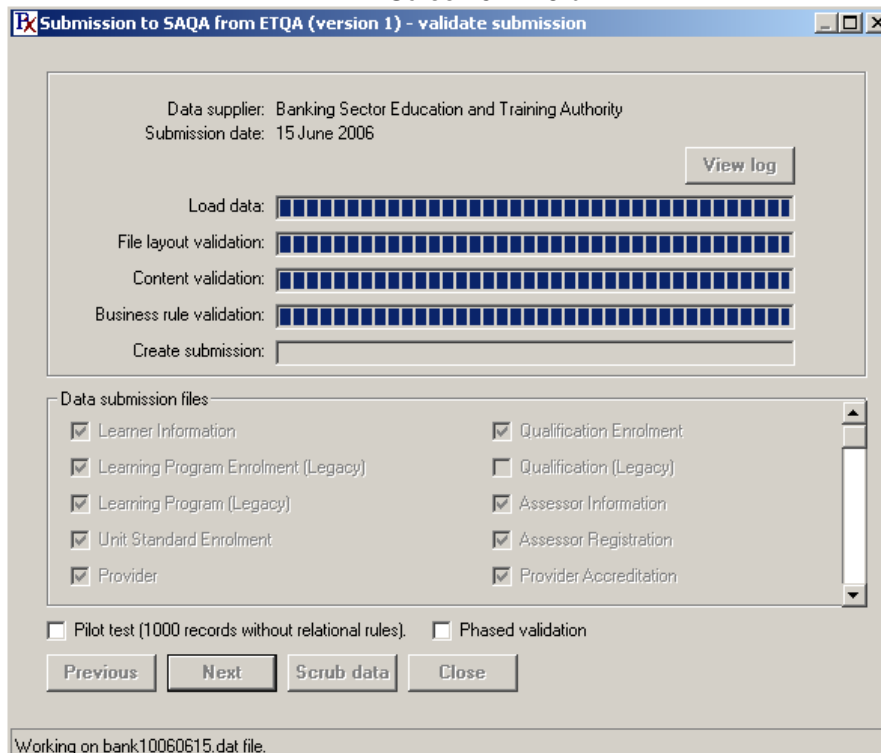 Submission to SAQA from ETQA (version 1) - validate submission
Data supplier: Banking Sector Education and Training Authority
Submission date: 15 June 2006
View log
Load data:
File layout validation:
Content validation:
Business rule validation:
Create submission:
Data submission files
Learner Information Qualification Enrolment
Learning Program Enrolment (Legacy) Qualification (Legacy)
Learning Program (Legacy) Assessor Information
Unit Standard Enrolment Assessor Registration
Provider Provider Accreditation
Pilot test (1000 records without relational rules). Phased validation
Previous Next Scrub data Close
Working on bank10060615.dat file.